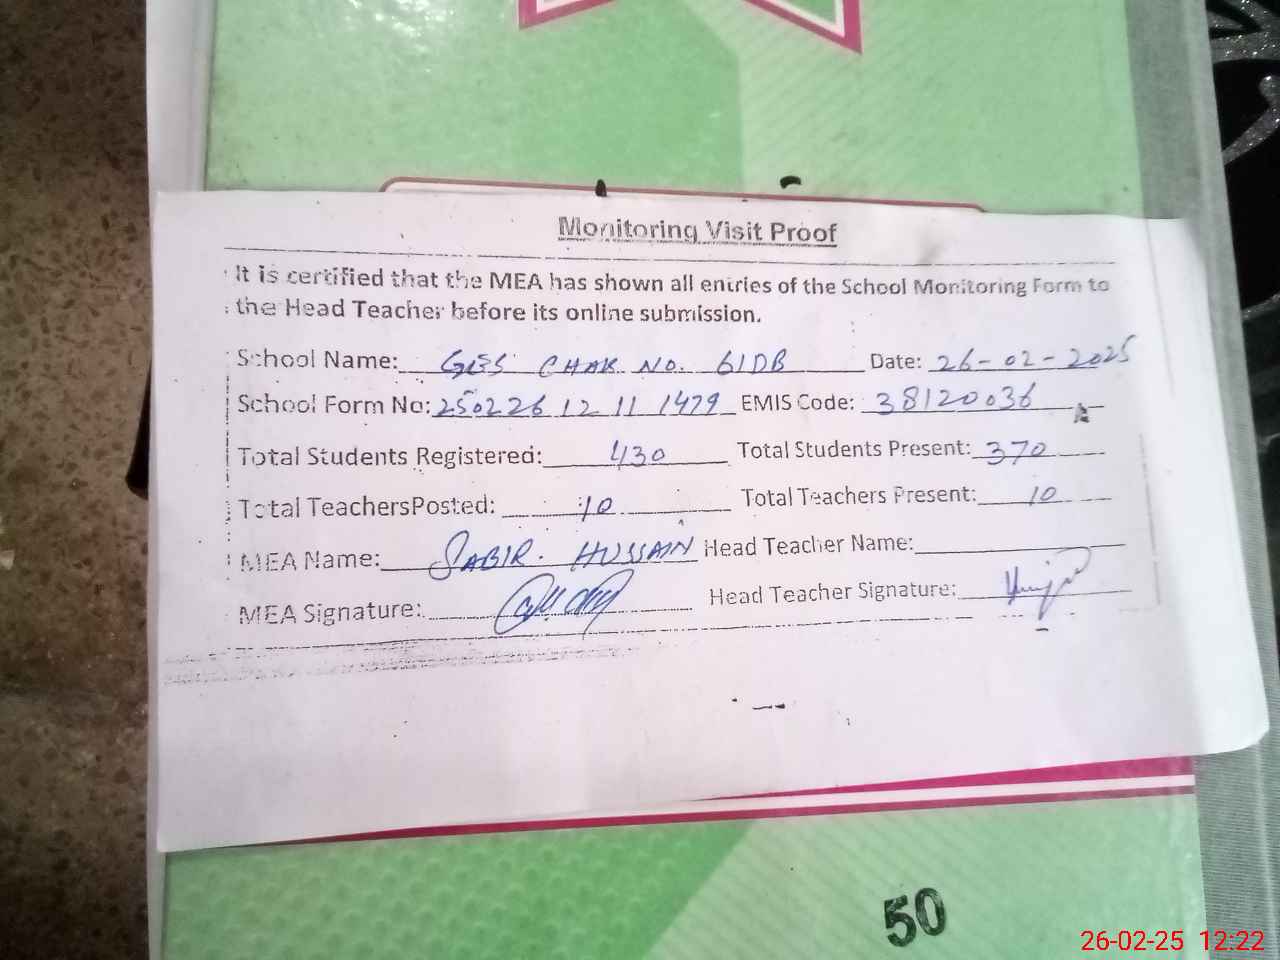 Monitoring Visit Proof
It is certified that the MEA has shown all entries of the School Monitoring Form to
the Head Teacher before its online submission.
School Name: GES CHAK NO. 61DB Date: 26-02-2025
School Form No: 250226 12 11 1479 EMIS Code: 38120036
Total Students Registered: 430 Total Students Present: 370
Total TeachersPosted: 10 Total Teachers Present: 10
MEA Name: SABIR. HUSSAIN Head Teacher Name:
MEA Signature: Head Teacher Signature:
50
26-02-25 12:22